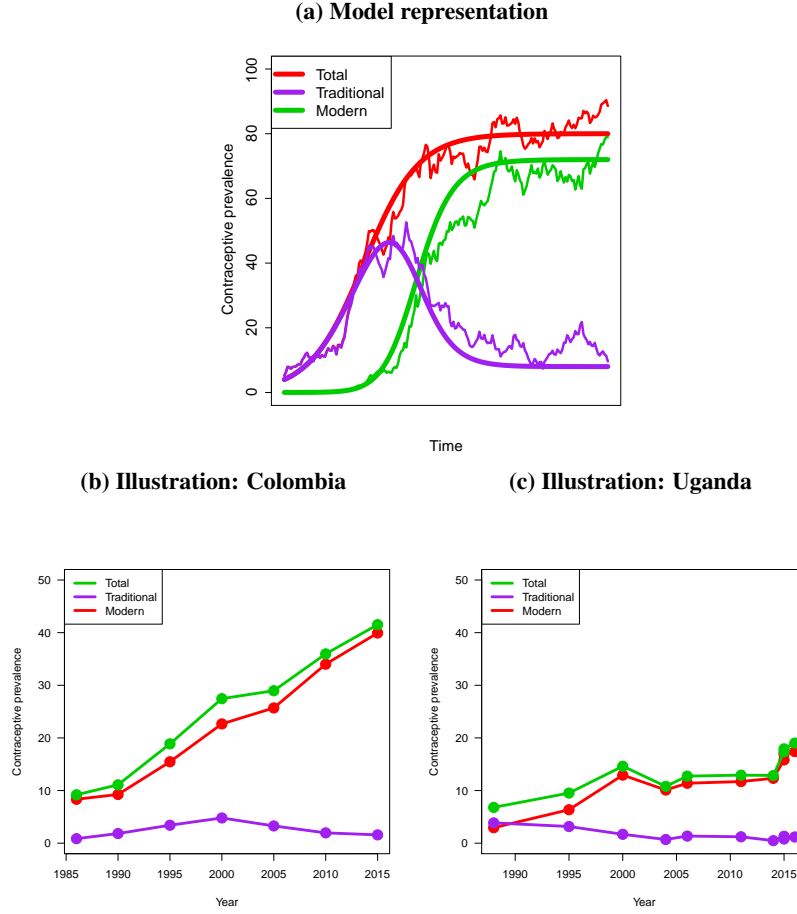 (a) Model representation
Total
Traditional
Modern
Contraceptive prevalence
0 20 40 60 80 100
Time
(b) Illustration: Colombia
Total
Traditional
Modern
Contraceptive prevalence
50
40
30
20
10
0
1985 1990 1995 2000 2005 2010 2015
Year
(c) Illustration: Uganda
Total
Traditional
Modern
Contraceptive prevalence
50
40
30
20
10
0
1990 1995 2000 2005 2010 2015
Year